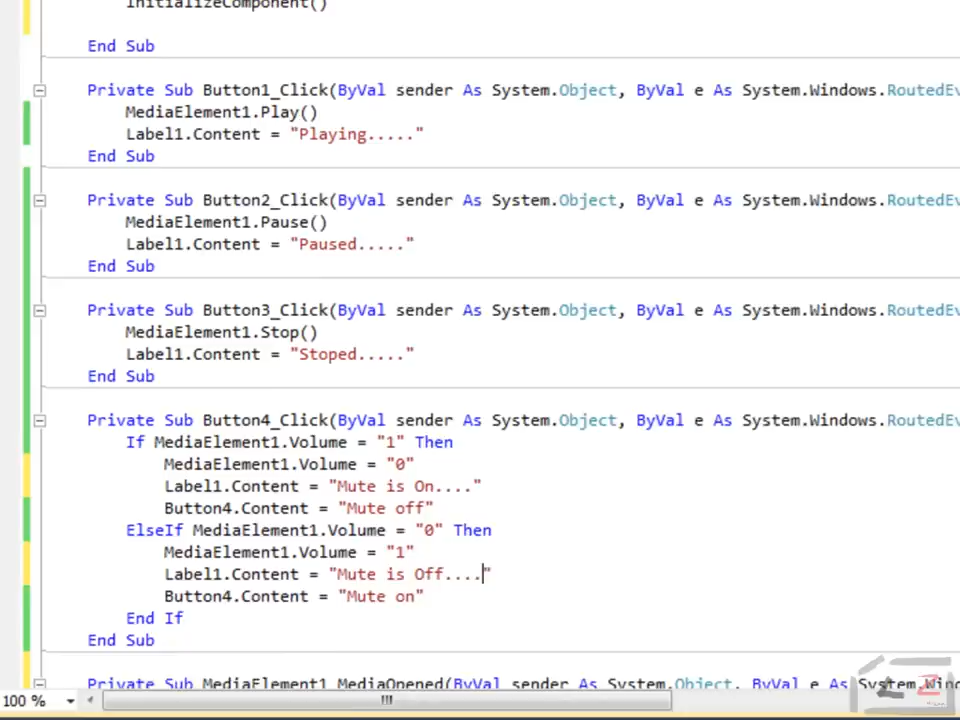 InitializeComponent()
End Sub
Private Sub Button1_Click(ByVal sender As System.Object, ByVal e As System.Windows.RoutedEv
MediaElement1.Play()
Label1.Content = "Playing....."
End Sub
Private Sub Button2_Click(ByVal sender As System.Object, ByVal e As System.Windows.RoutedEv
MediaElement1.Pause()
Label1.Content = "Paused....."
End Sub
Private Sub Button3_Click(ByVal sender As System.Object, ByVal e As System.Windows.RoutedEv
MediaElement1.Stop()
Label1.Content = "Stoped....."
End Sub
Private Sub Button4_Click(ByVal sender As System.Object, ByVal e As System.Windows.RoutedEv
If MediaElement1.Volume = "1" Then
MediaElement1.Volume = "0"
Label1.Content = "Mute is On...."
Button4.Content = "Mute off"
ElseIf MediaElement1.Volume = "0" Then
MediaElement1.Volume = "1"
Label1.Content = "Mute is Off...."
Button4.Content = "Mute on"
End If
End Sub
Private Sub MediaElement1_MediaOpened(ByVal sender As System.Object, ByVal e As System.Wind
100 %